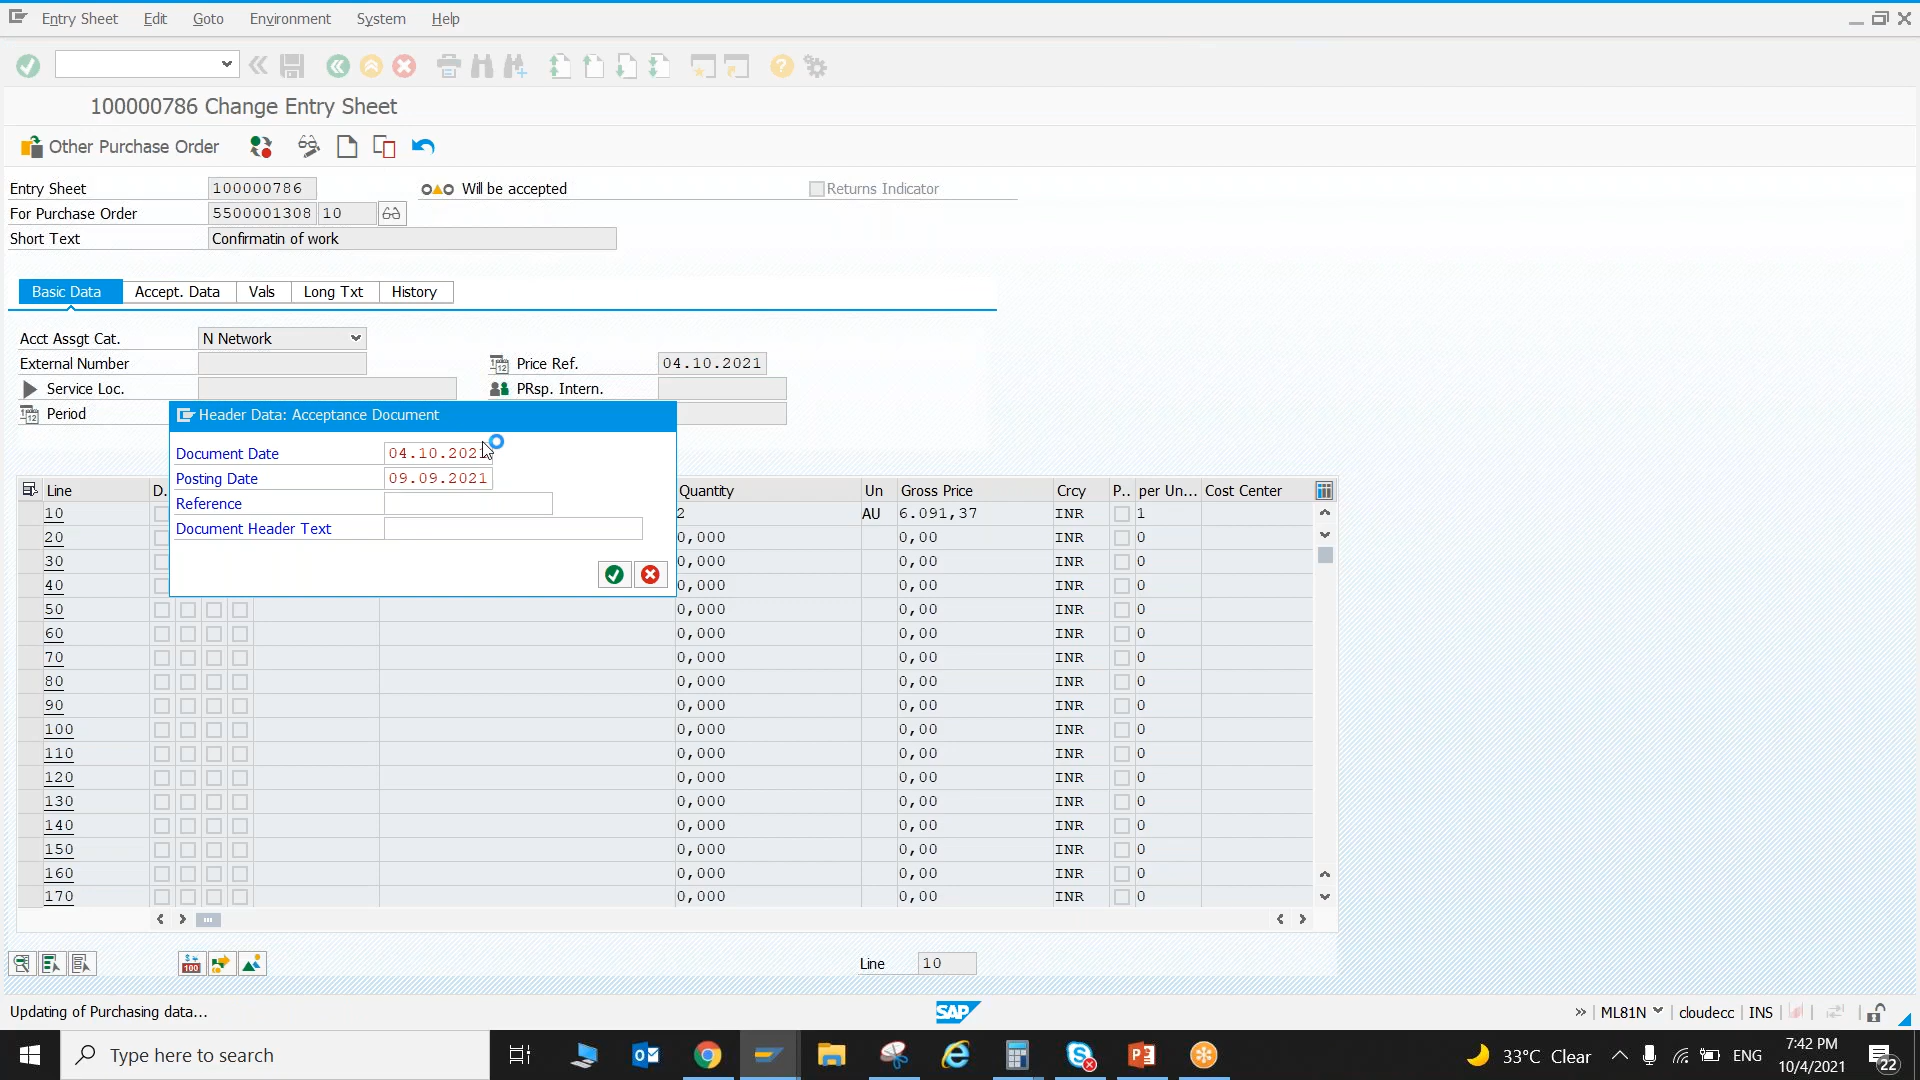 Entry Sheet Edit Goto Environment System Help
100000786 Change Entry Sheet
Other Purchase Order
Entry Sheet 100000786 Will be accepted Returns Indicator
For Purchase Order 5500001308 10
Short Text Confirmatin of work
Basic Data Accept. Data Vals Long Txt History
Acct Assgt Cat. N Network
External Number Price Ref. 04.10.2021
Service Loc. PRsp. Intern.
Period
Header Data: Acceptance Document
Document Date 04.10.2021
Posting Date 09.09.2021
Reference
Document Header Text
Line D. Quantity Un Gross Price Crcy P.. per Un... Cost Center
10 2 AU 6.091,37 INR 1
20 0,000 0,00 INR 0
30 0,000 0,00 INR 0
40 0,000 0,00 INR 0
50 0,000 0,00 INR 0
60 0,000 0,00 INR 0
70 0,000 0,00 INR 0
80 0,000 0,00 INR 0
90 0,000 0,00 INR 0
100 0,000 0,00 INR 0
110 0,000 0,00 INR 0
120 0,000 0,00 INR 0
130 0,000 0,00 INR 0
140 0,000 0,00 INR 0
150 0,000 0,00 INR 0
160 0,000 0,00 INR 0
170 0,000 0,00 INR 0
Line 10
Updating of Purchasing data... SAP ML81N cloudecc INS
Type here to search 33°C Clear ENG 7:42 PM
10/4/2021 22